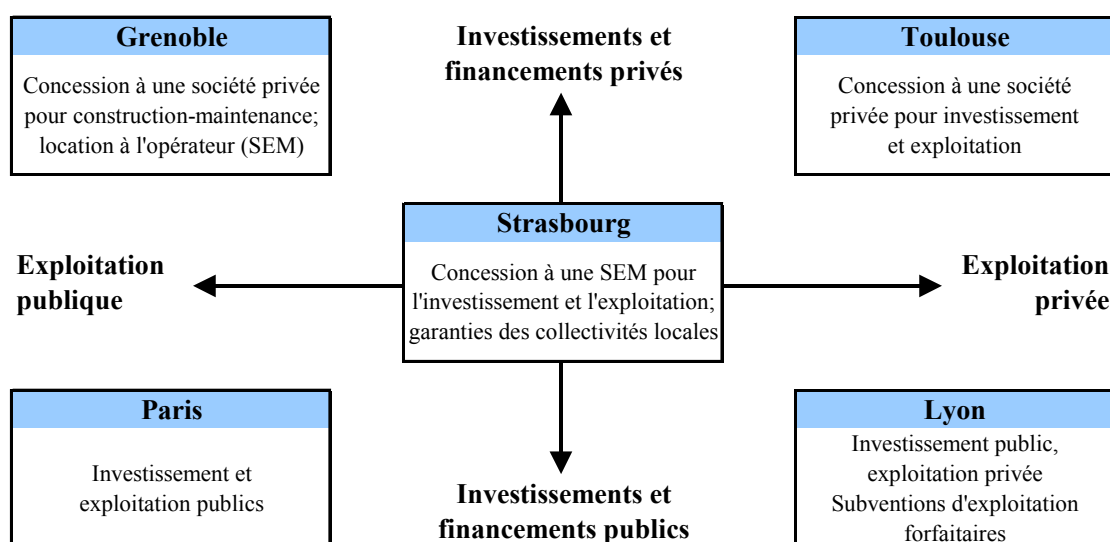 Grenoble
Concession à une société privée
pour construction-maintenance;
location à l'opérateur (SEM)
Investissements et
financements privés
Toulouse
Concession à une société
privée pour investissement
et exploitation
Exploitation
publique
Strasbourg
Concession à une SEM pour
l'investissement et l'exploitation;
garanties des collectivités locales
Exploitation
privée
Paris
Investissement et
exploitation publics
Investissements et
financements publics
Lyon
Investissement public,
exploitation privée
Subventions d'exploitation
forfaitaires